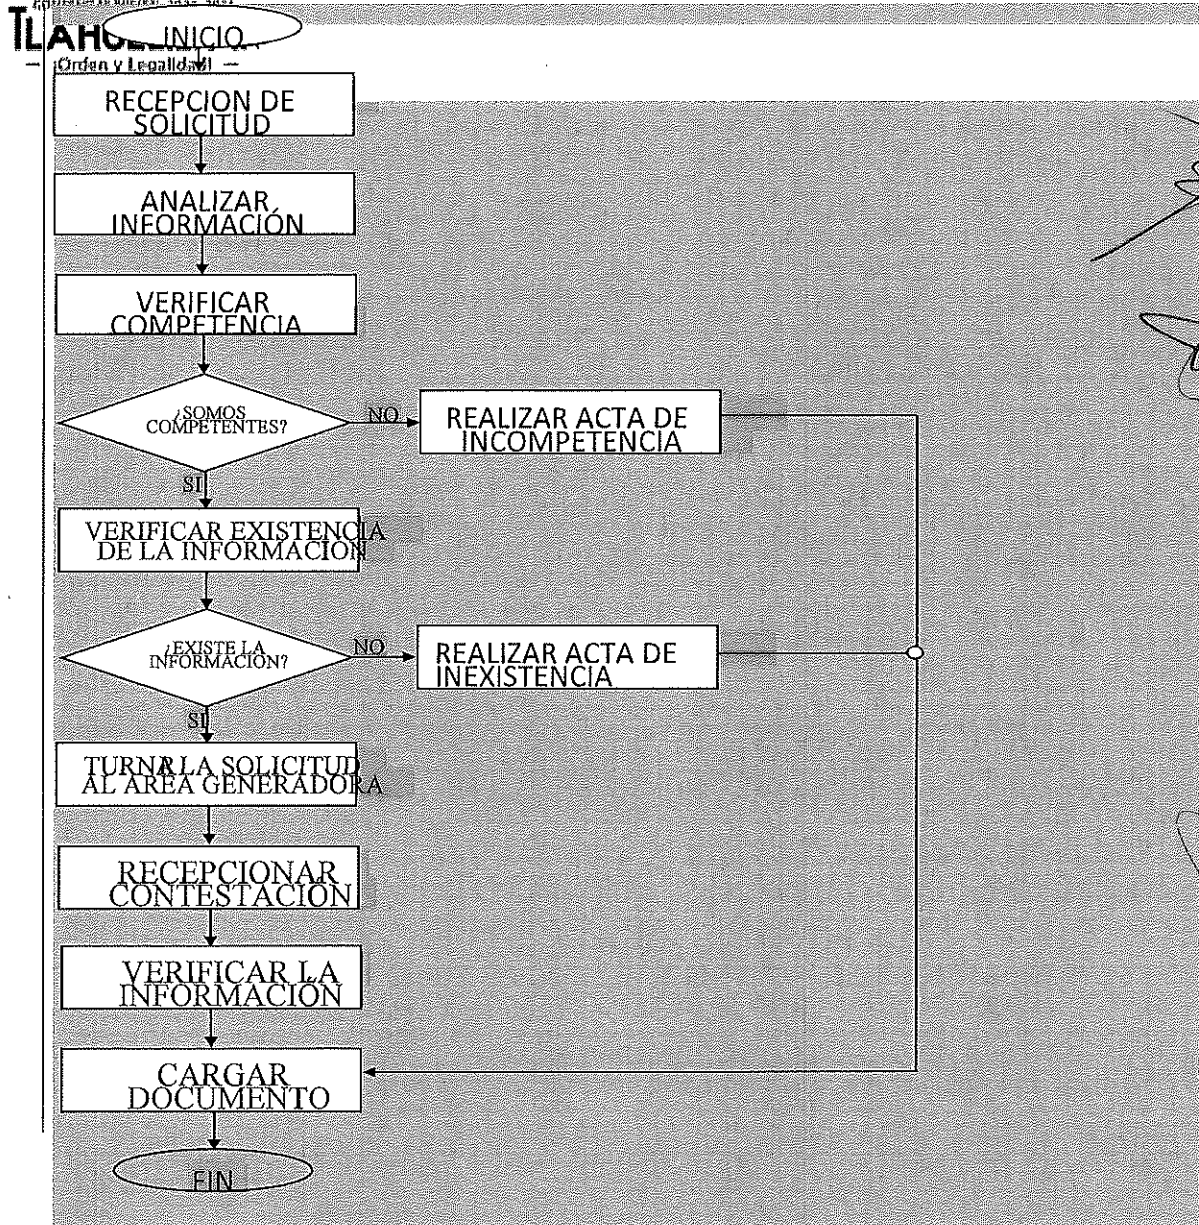 INICIO
Orden y Legalidad
RECEPCION DE
SOLICITUD
ANALIZAR
INFORMACIÓN
VERIFICAR
COMPETENCIA
¿SOMOS
COMPETENTES?
NO
REALIZAR ACTA DE
INCOMPETENCIA
SI
VERIFICAR EXISTENCIA
DE LA INFORMACIÓN
¿EXISTE LA
INFORMACIÓN?
NO
REALIZAR ACTA DE
INEXISTENCIA
SI
TURNAR LA SOLICITUD
AL AREA GENERADORA
RECEPCIONAR
CONTESTACIÓN
VERIFICAR LA
INFORMACIÓN
CARGAR
DOCUMENTO
FIN